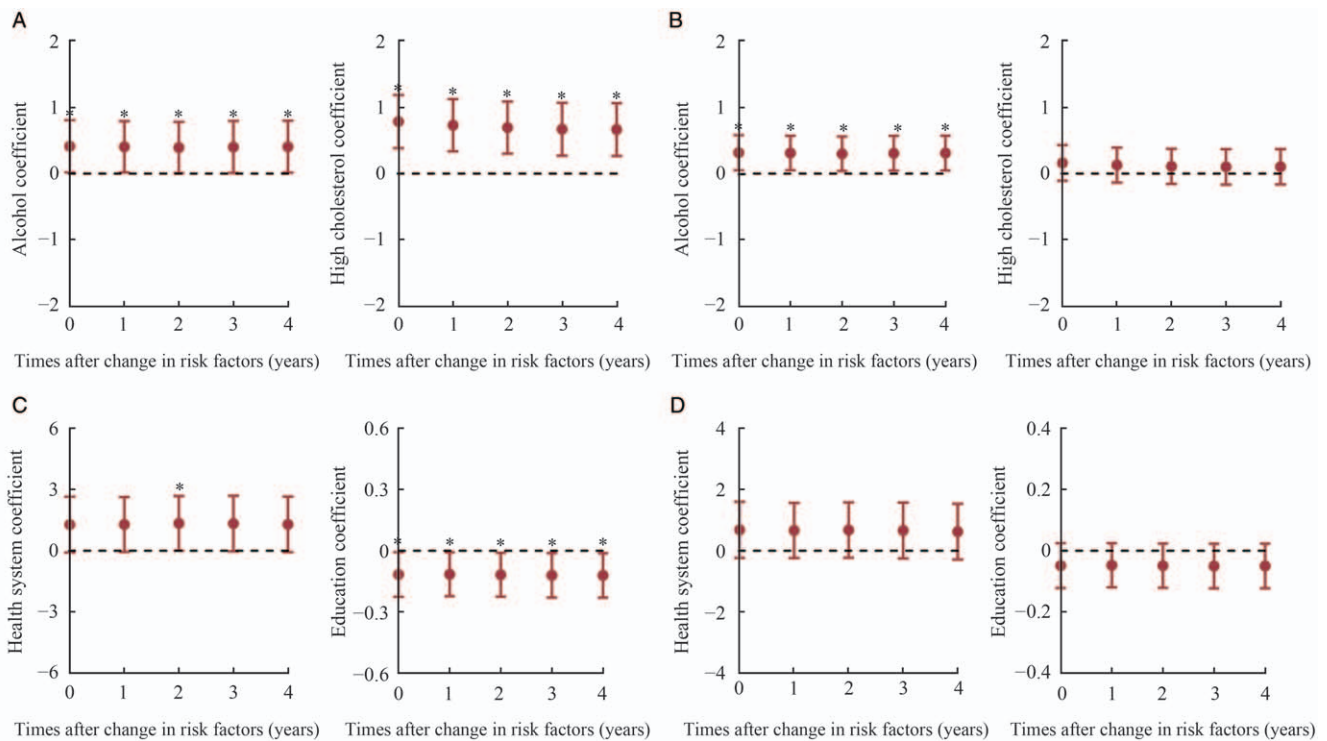 A
B
2
1
0
−1
−2
Alcohol coefficient
* * * * *
0 1 2 3 4
Times after change in risk factors (years)
2
1
0
−1
−2
High cholesterol coefficient
* * * * *
0 1 2 3 4
Times after change in risk factors (years)
2
1
0
−1
−2
Alcohol coefficient
* * * * *
0 1 2 3 4
Times after change in risk factors (years)
2
1
0
−1
−2
High cholesterol coefficient
0 1 2 3 4
Times after change in risk factors (years)
C
D
6
3
0
−3
−6
Health system coefficient
*
0 1 2 3 4
Times after change in risk factors (years)
0.6
0.3
0
−0.3
−0.6
Education coefficient
* * * * *
0 1 2 3 4
Times after change in risk factors (years)
4
2
0
−2
−4
Health system coefficient
0 1 2 3 4
Times after change in risk factors (years)
0.4
0.2
0
−0.2
−0.4
Education coefficient
0 1 2 3 4
Times after change in risk factors (years)